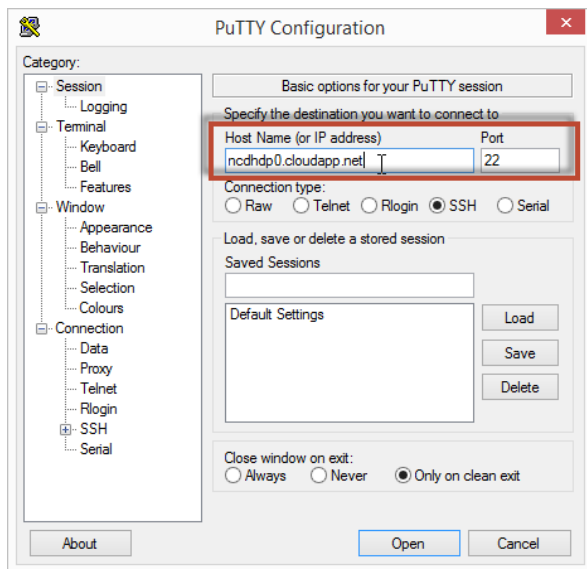 PuTTY Configuration
Category:
Session
Logging
Terminal
Keyboard
Bell
Features
Window
Appearance
Behaviour
Translation
Selection
Colours
Connection
Data
Proxy
Telnet
Rlogin
SSH
Serial
Basic options for your PuTTY session
Specify the destination you want to connect to
Host Name (or IP address) Port
ncdhdp0.cloudapp.net 22
Connection type:
Raw Telnet Rlogin SSH Serial
Load, save or delete a stored session
Saved Sessions
Default Settings
Load
Save
Delete
Close window on exit:
Always Never Only on clean exit
About Open Cancel